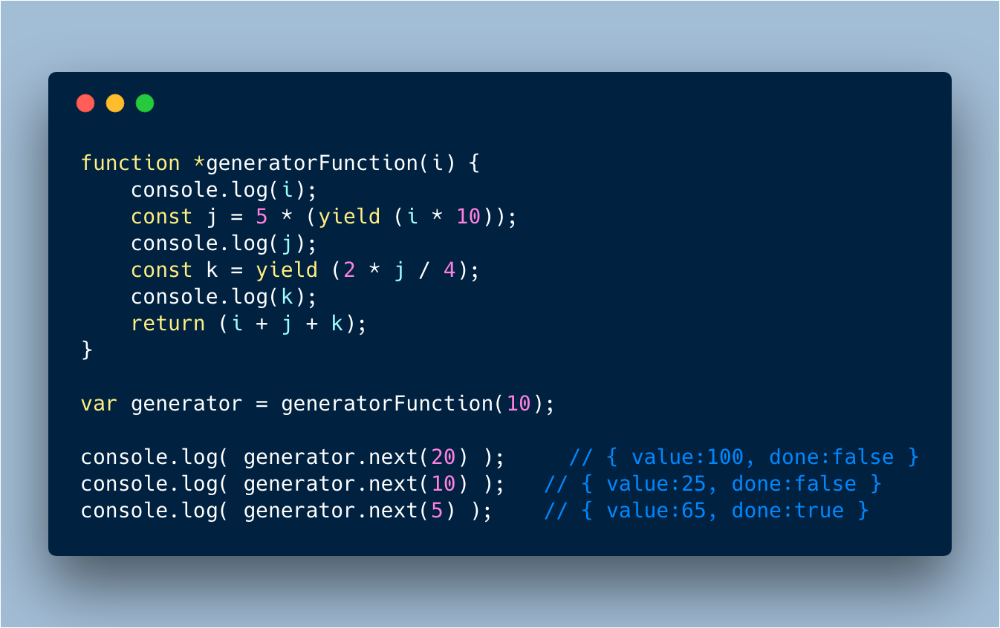 function *generatorFunction(i) {
    console.log(i);
    const j = 5 * (yield (i * 10));
    console.log(j);
    const k = yield (2 * j / 4);
    console.log(k);
    return (i + j + k);
}
var generator = generatorFunction(10);
console.log( generator.next(20) );     // { value:100, done:false }
console.log( generator.next(10) );   // { value:25, done:false }
console.log( generator.next(5) );    // { value:65, done:true }